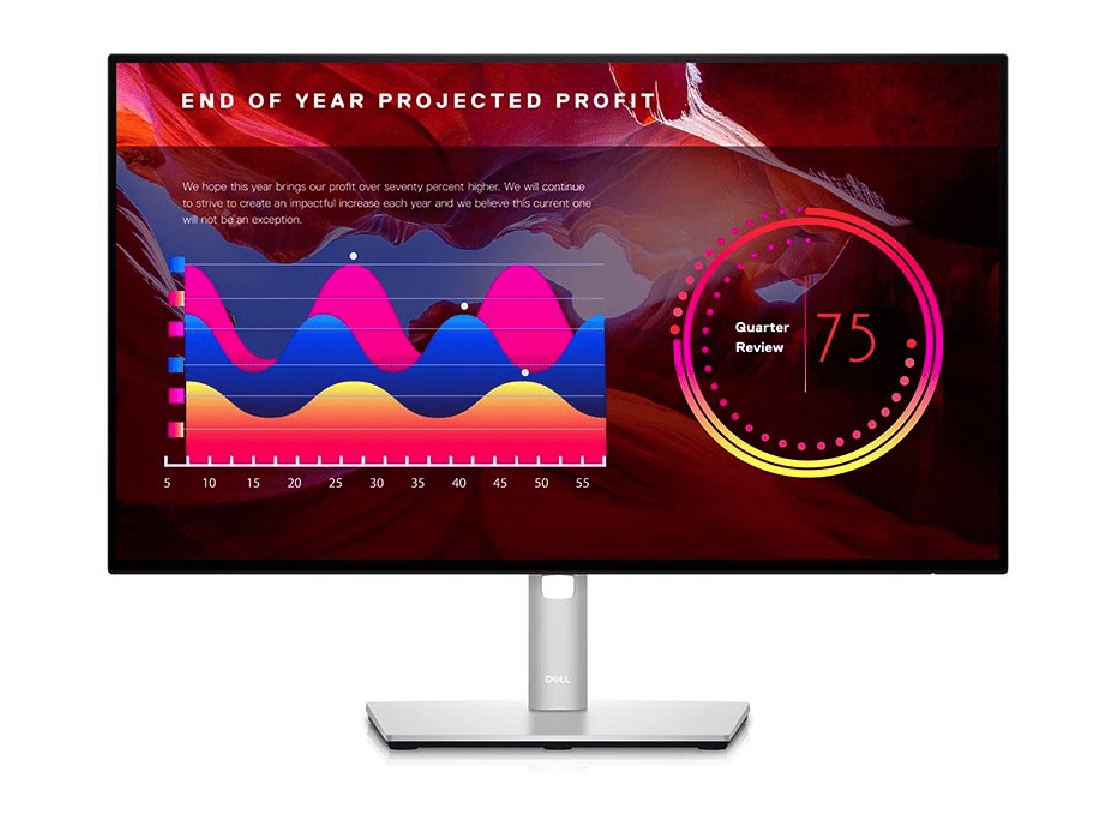 END OF YEAR PROJECTED PROFIT
We hope this year brings our profit over seventy percent higher. We will continue
to strive to create an impactful increase each year and we believe this current one
will not be an exception.
Quarter
Review
75
5 10 15 20 25 30 35 40 45 50 55
DELL